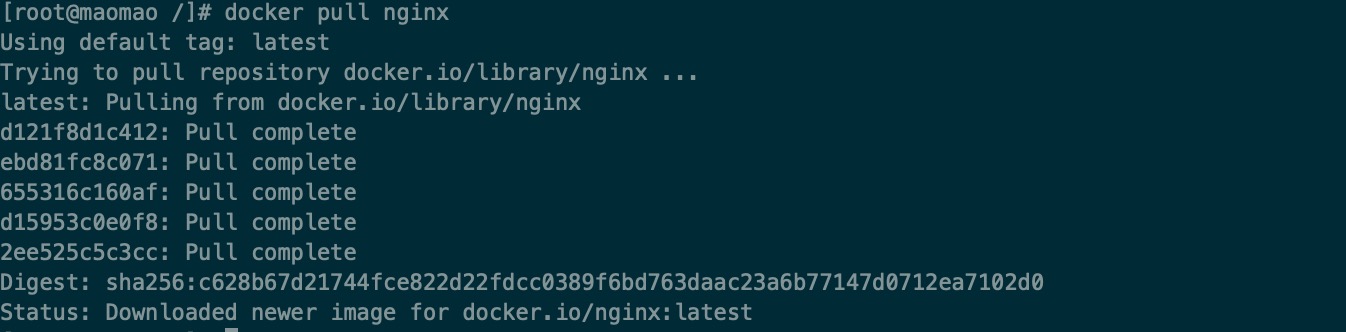 [root@maomao /]# docker pull nginx
Using default tag: latest
Trying to pull repository docker.io/library/nginx ...
latest: Pulling from docker.io/library/nginx
d121f8d1c412: Pull complete
ebd81fc8c071: Pull complete
655316c160af: Pull complete
d15953c0e0f8: Pull complete
2ee525c5c3cc: Pull complete
Digest: sha256:c628b67d21744fce822d22fdcc0389f6bd763daac23a6b77147d0712ea7102d0
Status: Downloaded newer image for docker.io/nginx:latest